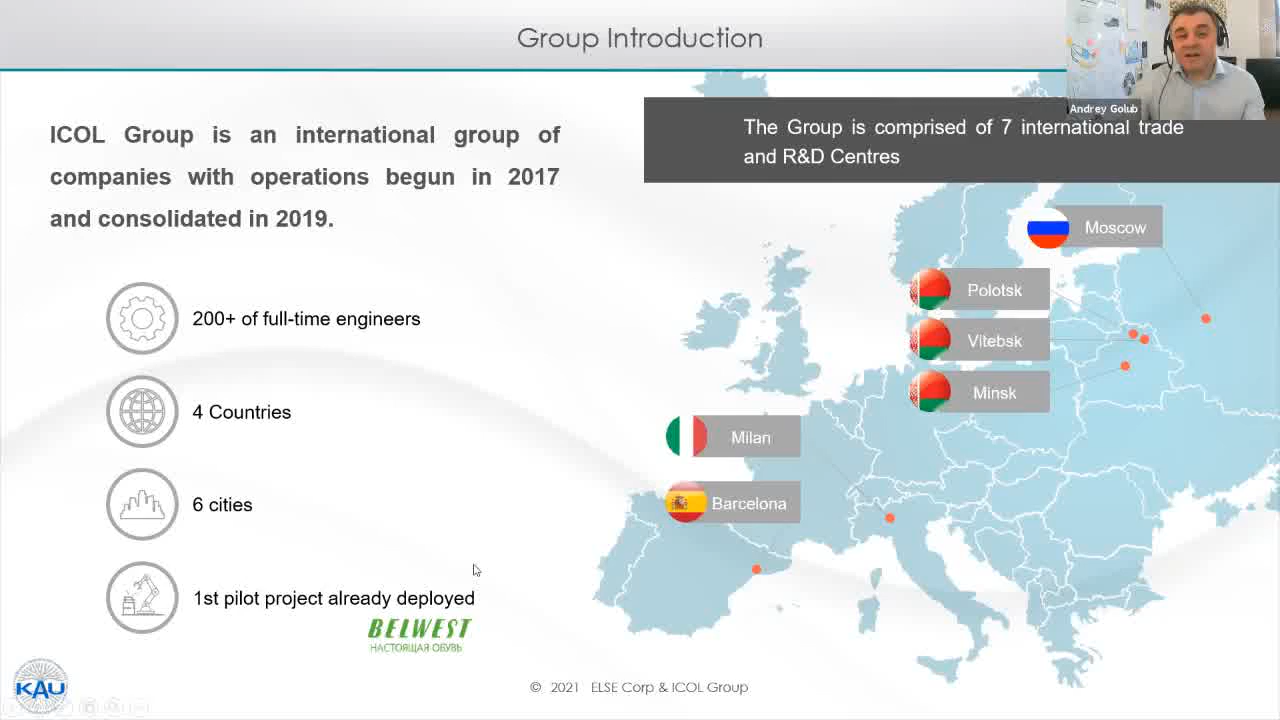 Group Introduction
Andrey Golub
ICOL Group is an international group of
companies with operations begun in 2017
and consolidated in 2019.
The Group is comprised of 7 international trade
and R&D Centres
Moscow
Polotsk
Vitebsk
Minsk
Milan
Barcelona
200+ of full-time engineers
4 Countries
6 cities
1st pilot project already deployed
BELWEST
НАСТОЯЩАЯ ОБУВЬ
KAU
© 2021 ELSE Corp & ICOL Group